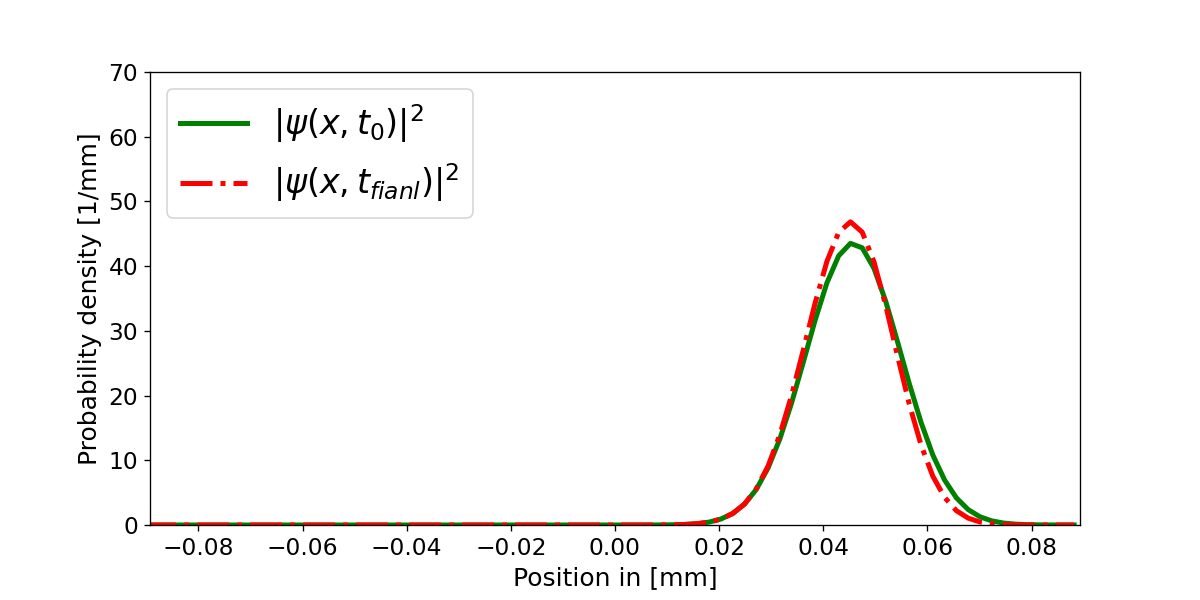 70
60
50
40
30
20
10
0
Probability density [1/mm]
|ψ(x, t₀)|²
|ψ(x, t_fianl)|²
−0.08 −0.06 −0.04 −0.02 0.00 0.02 0.04 0.06 0.08
Position in [mm]